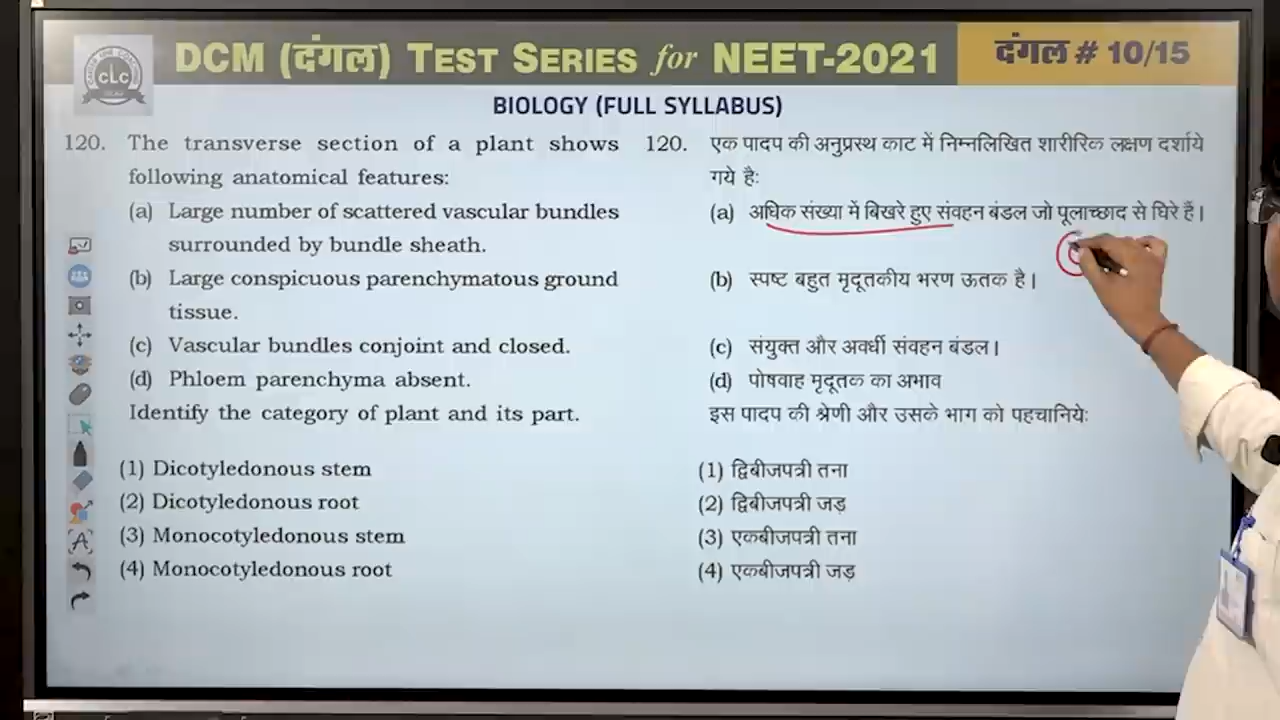 DCM (दंगल) TEST SERIES for NEET-2021
दंगल # 10/15
CLC
BIOLOGY (FULL SYLLABUS)
120. The transverse section of a plant shows
following anatomical features:
(a) Large number of scattered vascular bundles
surrounded by bundle sheath.
(b) Large conspicuous parenchymatous ground
tissue.
(c) Vascular bundles conjoint and closed.
(d) Phloem parenchyma absent.
Identify the category of plant and its part.
(1) Dicotyledonous stem
(2) Dicotyledonous root
(3) Monocotyledonous stem
(4) Monocotyledonous root
120. एक पादप की अनुप्रस्थ काट में निम्नलिखित शारीरिक लक्षण दर्शाये
गये है:
(a) अधिक संख्या में बिखरे हुए संवहन बंडल जो पूलाच्छाद से घिरे हैं।
(b) स्पष्ट बहुत मृदूतकीय भरण ऊतक है।
(c) संयुक्त और अवर्धी संवहन बंडल।
(d) पोषवाह मृदूतक का अभाव
इस पादप की श्रेणी और उसके भाग को पहचानिये:
(1) द्विबीजपत्री तना
(2) द्विबीजपत्री जड़
(3) एकबीजपत्री तना
(4) एकबीजपत्री जड़